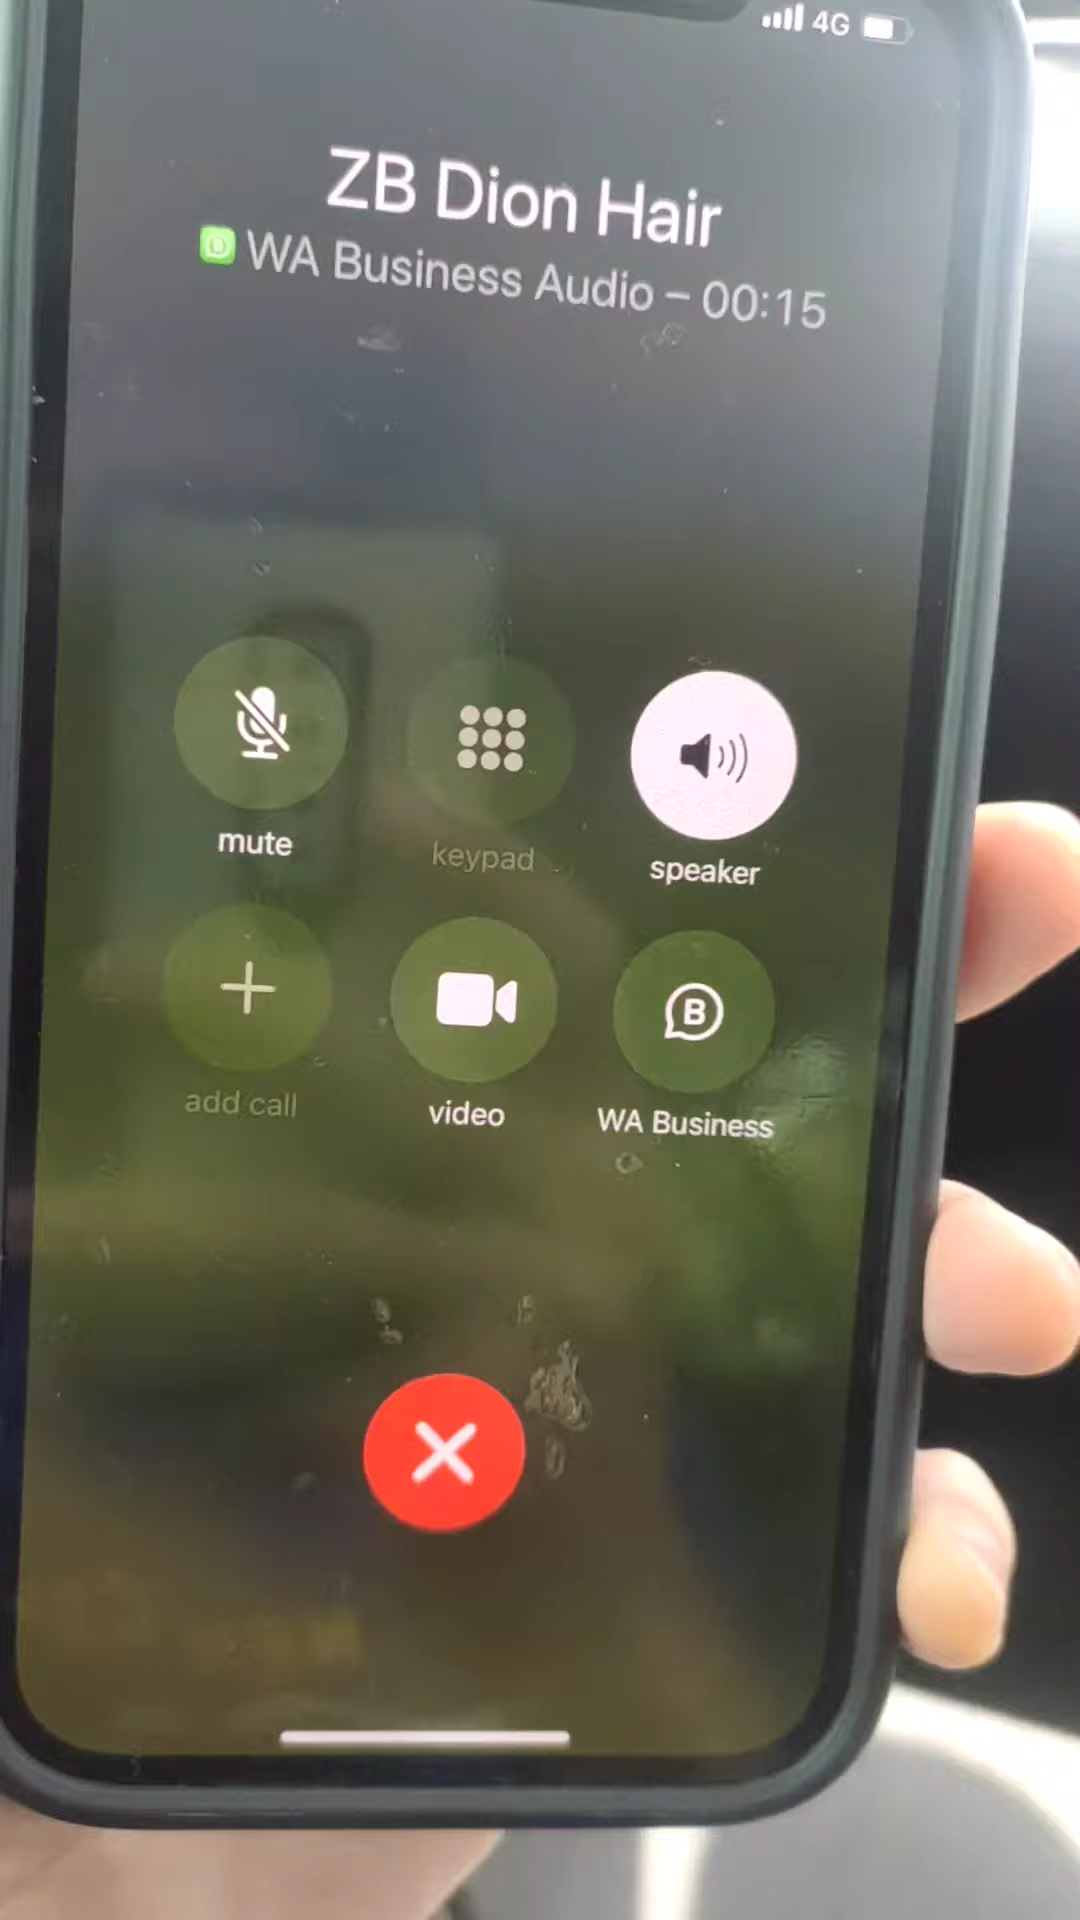 4G
ZB Dion Hair
WA Business Audio – 00:15
mute
keypad
speaker
B
add call
video
WA Business